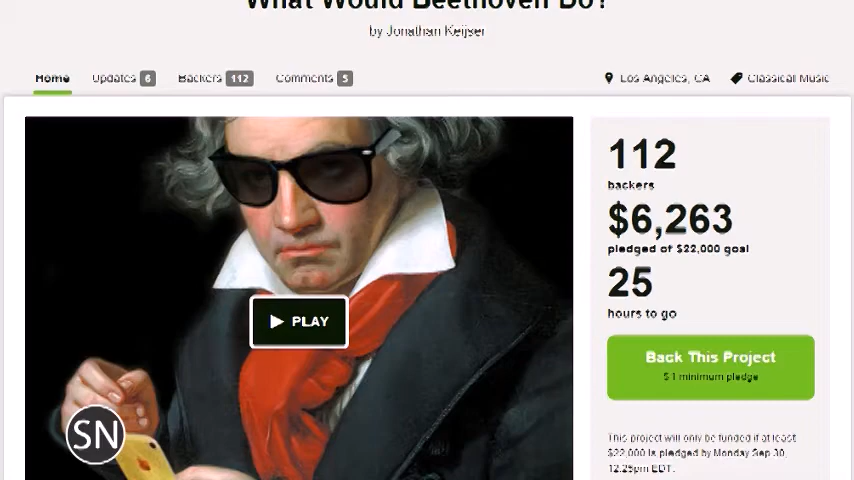 What Would Beethoven Do?
by Jonathan Keijser
Home Updates 6 Backers 112 Comments 5
Los Angeles, CA Classical Music
112
backers
$6,263
pledged of $22,000 goal
25
hours to go
PLAY
Back This Project
$1 minimum pledge
This project will only be funded if at least
$22,000 is pledged by Monday Sep 30,
12:25pm EDT.
SN